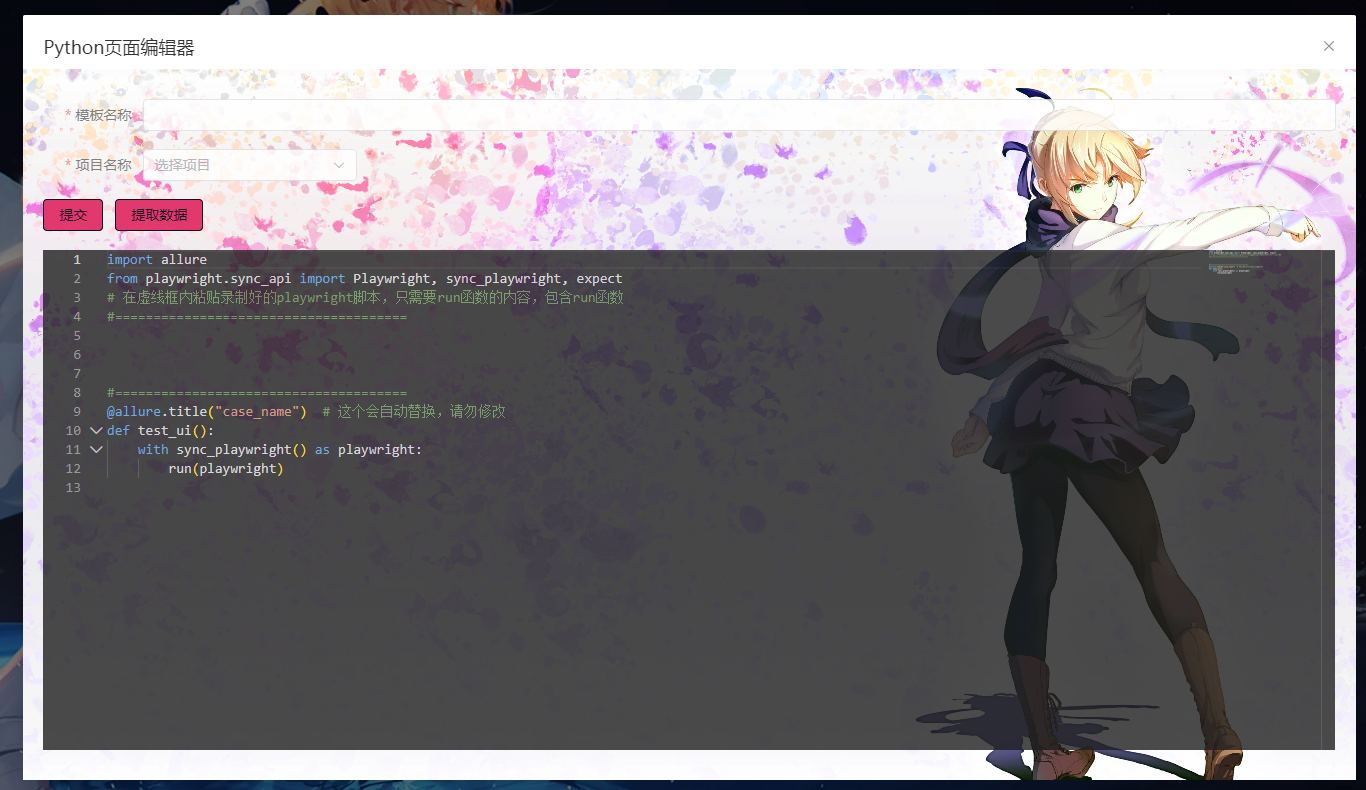 Python页面编辑器
* 模板名称
* 项目名称 选择项目
提交 提取数据
1 import allure
2 from playwright.sync_api import Playwright, sync_playwright, expect
3 # 在虚线框内粘贴录制好的playwright脚本，只需要run函数的内容，包含run函数
4 #======================================
5
6
7
8 #======================================
9 @allure.title("case_name")  # 这个会自动替换，请勿修改
10 def test_ui():
11     with sync_playwright() as playwright:
12         run(playwright)
13